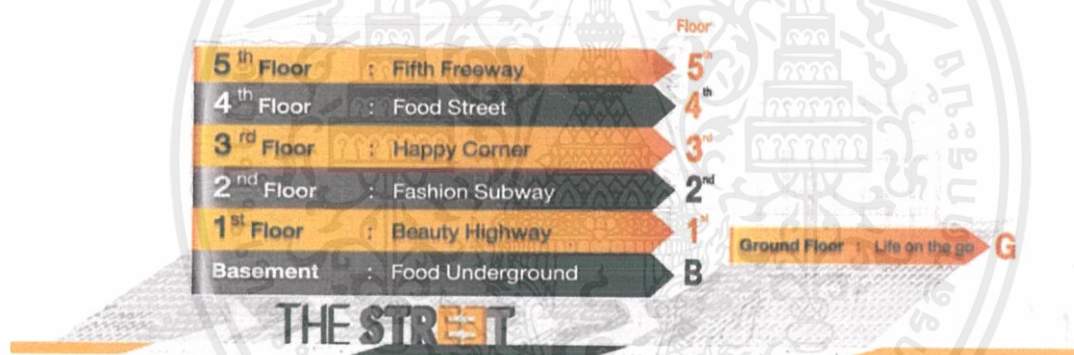 Floor
5th Floor : Fifth Freeway 5th
4th Floor : Food Street 4th
3rd Floor : Happy Corner 3rd
2nd Floor : Fashion Subway 2nd
1st Floor : Beauty Highway 1st
Ground Floor : Life on the go G
Basement : Food Underground B
THE STREET